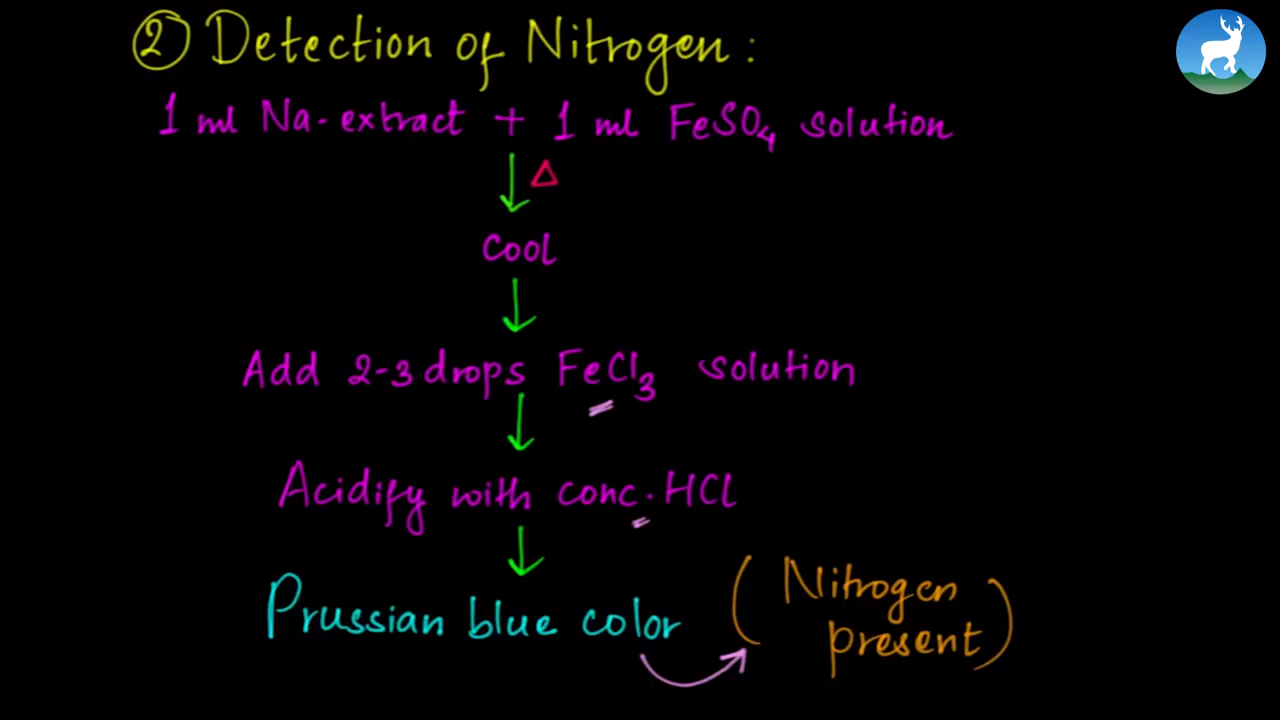 ② Detection of Nitrogen :
1 ml Na-extract + 1 ml FeSO₄ solution
Δ
Cool
Add 2-3 drops FeCl₃ solution
Acidify with conc. HCl
Prussian blue color (Nitrogen
present)